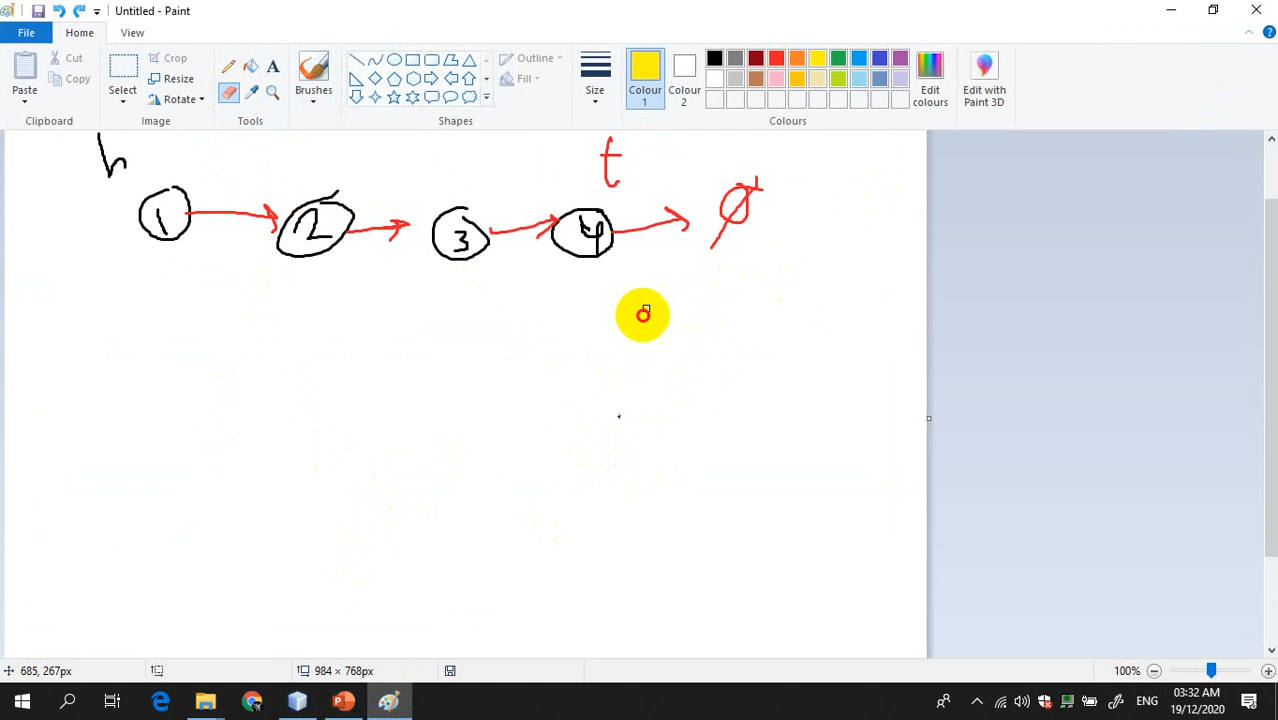 Untitled - Paint
File Home View
Paste
Cut
Copy
Clipboard
Select
Crop
Resize
Rotate
Image
A
Tools
Brushes
Outline
Fill
Shapes
Size
Colour 1
Colour 2
Edit colours
Edit with Paint 3D
Colours
h t
1 2 3 4 Ø
685, 267px
984 × 768px
100%
ENG
03:32 AM
19/12/2020